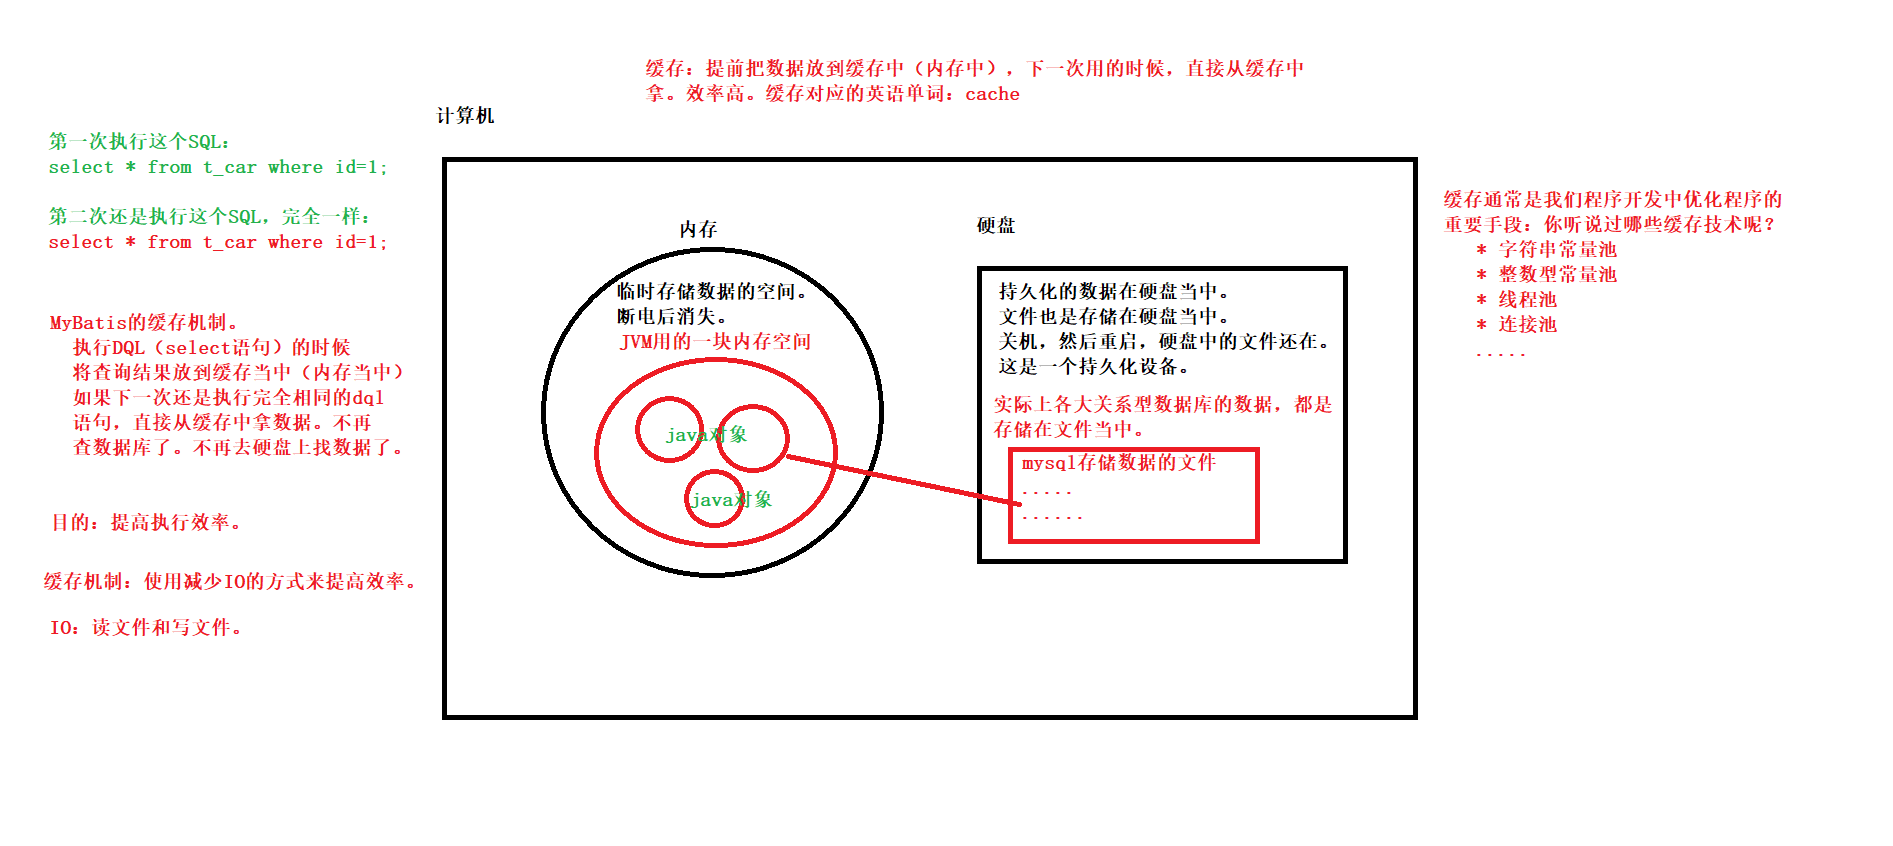 缓存：提前把数据放到缓存中（内存中），下一次用的时候，直接从缓存中
拿。效率高。缓存对应的英语单词：cache
计算机
第一次执行这个SQL：
select * from t_car where id=1;
第二次还是执行这个SQL，完全一样：
select * from t_car where id=1;
MyBatis的缓存机制。
执行DQL（select语句）的时候
将查询结果放到缓存当中（内存当中）
如果下一次还是执行完全相同的dql
语句，直接从缓存中拿数据。不再
查数据库了。不再去硬盘上找数据了。
目的：提高执行效率。
缓存机制：使用减少IO的方式来提高效率。
IO：读文件和写文件。
内存
临时存储数据的空间。
断电后消失。
JVM用的一块内存空间
java对象
java对象
硬盘
持久化的数据在硬盘当中。
文件也是存储在硬盘当中。
关机，然后重启，硬盘中的文件还在。
这是一个持久化设备。
实际上各大关系型数据库的数据，都是
存储在文件当中。
mysql存储数据的文件
.....
......
缓存通常是我们程序开发中优化程序的
重要手段：你听说过哪些缓存技术呢？
* 字符串常量池
* 整数型常量池
* 线程池
* 连接池
.....